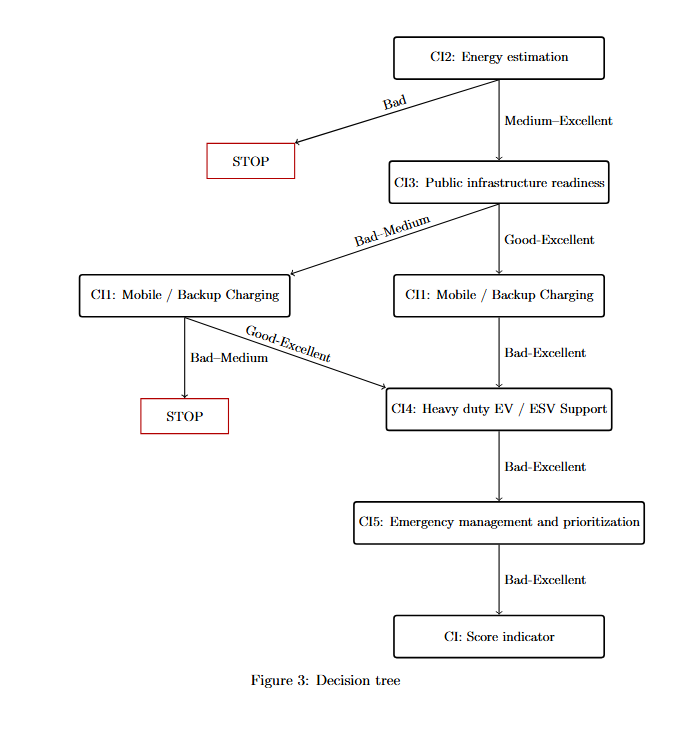 CI2: Energy estimation
Bad
Medium–Excellent
STOP
CI3: Public infrastructure readiness
Bad–Medium
Good-Excellent
CI1: Mobile / Backup Charging
CI1: Mobile / Backup Charging
Good-Excellent
Bad–Medium
Bad-Excellent
STOP
CI4: Heavy duty EV / ESV Support
Bad-Excellent
CI5: Emergency management and prioritization
Bad-Excellent
CI: Score indicator
Figure 3: Decision tree